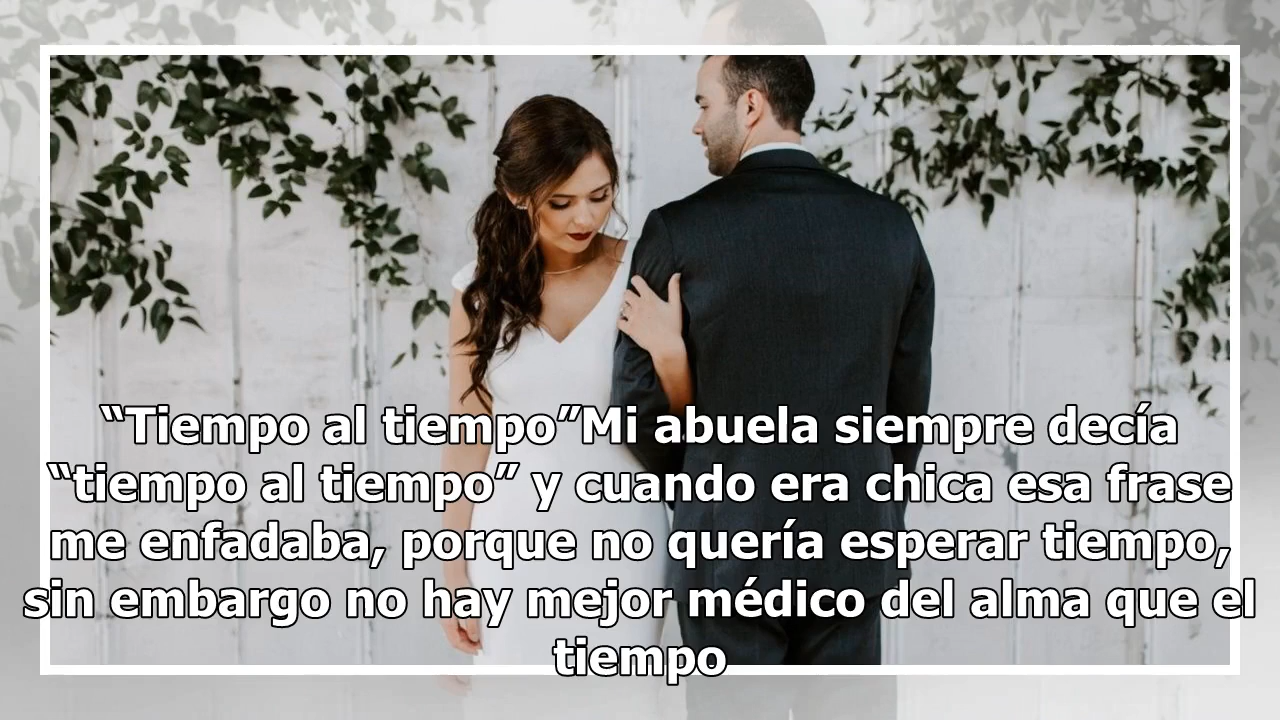 “Tiempo al tiempo”Mi abuela siempre decía
“tiempo al tiempo” y cuando era chica esa frase
me enfadaba, porque no quería esperar tiempo,
sin embargo no hay mejor médico del alma que el
tiempo